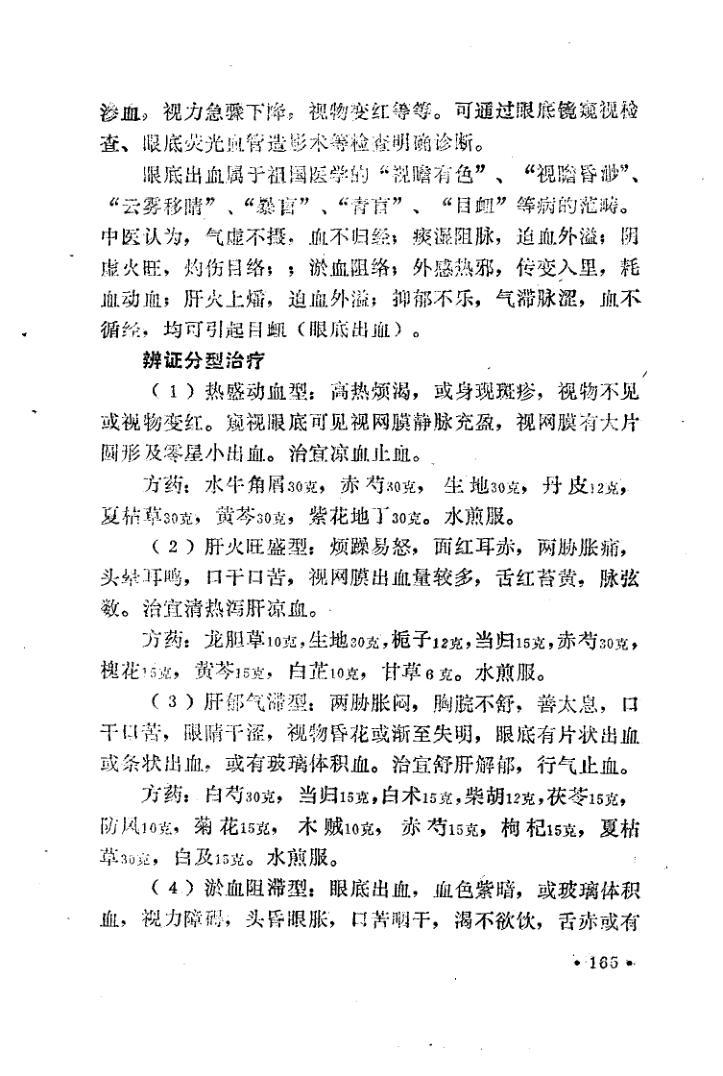 渗血，视力急骤下降，视物变红等等。可通过眼底镜窥视检
查、眼底荧光血管造影术等检查明确诊断。
眼底出血属于祖国医学的“视瞻有色”、“视瞻昏渺”、
“云雾移睛”、“暴盲”、“青盲”、“目衄”等病的范畴。
中医认为，气虚不摄，血不归经；痰湿阻脉，迫血外溢；阴
虚火旺，灼伤目络；；淤血阻络；外感热邪，传变入里，耗
血动血；肝火上燔，迫血外溢；抑郁不乐，气滞脉涩，血不
循经，均可引起目衄（眼底出血）。
辨证分型治疗
（1）热盛动血型：高热烦渴，或身现斑疹，视物不见
或视物变红。窥视眼底可见视网膜静脉充盈，视网膜有大片
圆形及零星小出血。治宜凉血止血。
方药：水牛角屑30克，赤芍30克，生地30克，丹皮12克，
夏枯草30克，黄芩30克，紫花地丁30克。水煎服。
（2）肝火旺盛型：烦躁易怒，面红耳赤，两胁胀痛，
头晕耳鸣，口干口苦，视网膜出血量较多，舌红苔黄，脉弦
数。治宜清热泻肝凉血。
方药：龙胆草10克，生地30克，栀子12克，当归15克，赤芍30克，
槐花15克，黄芩15克，白芷10克，甘草6克。水煎服。
（3）肝郁气滞型：两胁胀闷，胸脘不舒，善太息，口
干口苦，眼睛干涩，视物昏花或渐至失明，眼底有片状出血
或条状出血，或有玻璃体积血。治宜舒肝解郁，行气止血。
方药：白芍30克，当归15克，白术15克，柴胡12克，茯苓15克，
防风10克，菊花15克，木贼10克，赤芍15克，枸杞15克，夏枯
草30克，白及15克。水煎服。
（4）淤血阻滞型：眼底出血，血色紫暗，或玻璃体积
血，视力障碍，头昏眼胀，口苦咽干，渴不欲饮，舌赤或有
• 165 •